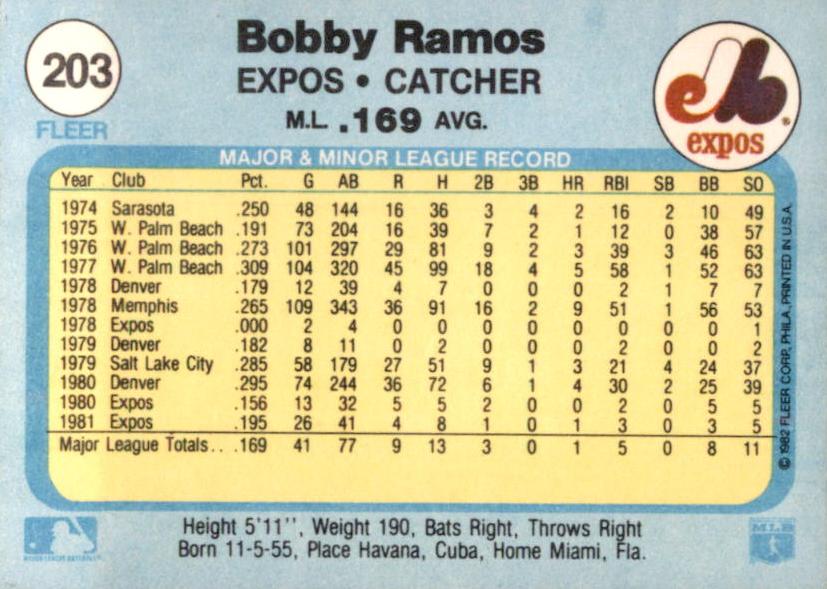 203
FLEER
Bobby Ramos
EXPOS • CATCHER
M.L. .169 AVG.
expos
MAJOR & MINOR LEAGUE RECORD
Year Club Pct. G AB R H 2B 3B HR RBI SB BB SO
1974 Sarasota .250 48 144 16 36 3 4 2 16 2 10 49
1975 W. Palm Beach .191 73 204 16 39 7 2 1 12 0 38 57
1976 W. Palm Beach .273 101 297 29 81 9 2 3 39 3 46 63
1977 W. Palm Beach .309 104 320 45 99 18 4 5 58 1 52 63
1978 Denver .179 12 39 4 7 0 0 0 2 1 7 7
1978 Memphis .265 109 343 36 91 16 2 9 51 1 56 53
1978 Expos .000 2 4 0 0 0 0 0 0 0 0 1
1979 Denver .182 8 11 0 2 0 0 0 2 0 0 2
1979 Salt Lake City .285 58 179 27 51 9 1 3 21 4 24 37
1980 Denver .295 74 244 36 72 6 1 4 30 2 25 39
1980 Expos .156 13 32 5 5 2 0 0 2 0 5 5
1981 Expos .195 26 41 4 8 1 0 1 3 0 3 5
Major League Totals... .169 41 77 9 13 3 0 1 5 0 8 11
© 1982 FLEER CORP., PHILA. PRINTED IN U.S.A.
Height 5'11'', Weight 190, Bats Right, Throws Right
Born 11-5-55, Place Havana, Cuba, Home Miami, Fla.
MLB